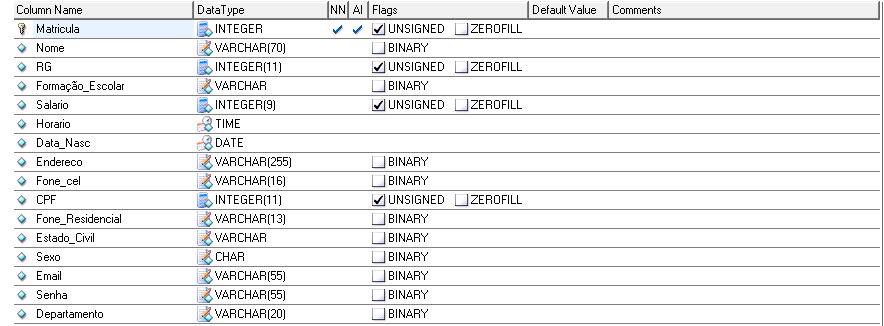 Column Name DataType NN AI Flags Default Value Comments
Matricula INTEGER UNSIGNED ZEROFILL
Nome VARCHAR(70) BINARY
RG INTEGER(11) UNSIGNED ZEROFILL
Formação_Escolar VARCHAR BINARY
Salario INTEGER(9) UNSIGNED ZEROFILL
Horario TIME
Data_Nasc DATE
Endereco VARCHAR(255) BINARY
Fone_cel VARCHAR(16) BINARY
CPF INTEGER(11) UNSIGNED ZEROFILL
Fone_Residencial VARCHAR(13) BINARY
Estado_Civil VARCHAR BINARY
Sexo CHAR BINARY
Email VARCHAR(55) BINARY
Senha VARCHAR(55) BINARY
Departamento VARCHAR(20) BINARY